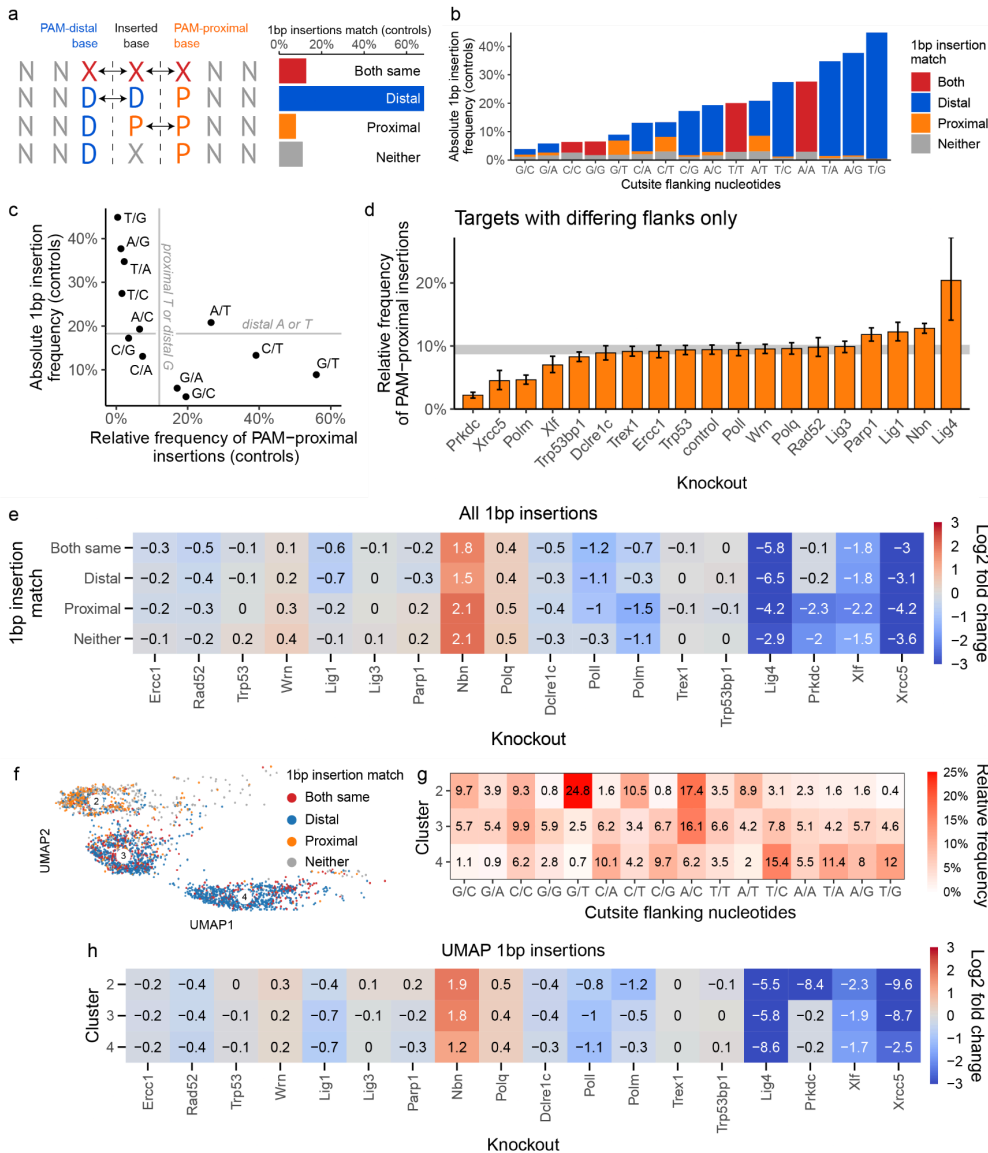 a
PAM-distal base
Inserted base
PAM-proximal base
N N X X X N N
N N D D P N N
N N D P P N N
N N D X P N N
1bp insertions match (controls)
0% 20% 40% 60%
Both same
Distal
Proximal
Neither
b
Absolute 1bp insertion
frequency (controls)
40%
30%
20%
10%
0%
G/C G/A C/C G/G G/T C/A C/T C/G A/C T/T A/T T/C A/A T/A A/G T/G
Cutsite flanking nucleotides
1bp insertion
match
Both
Distal
Proximal
Neither
c
Absolute 1bp insertion
frequency (controls)
40%
30%
20%
10%
T/G
A/G
T/A
T/C
A/C
C/G
C/A
A/T
C/T
G/T
G/A
G/C
proximal T or distal G
distal A or T
0% 20% 40% 60%
Relative frequency of PAM−proximal
insertions (controls)
d
Targets with differing flanks only
Relative frequency
of PAM−proximal insertions
20%
10%
0%
Prkdc Xrcc5 Polm Xlf Trp53bp1 Dclre1c Trex1 Ercc1 Trp53 control Poll Wrn Polq Rad52 Lig3 Parp1 Lig1 Nbn Lig4
Knockout
e
All 1bp insertions
1bp insertion
match
Both same −0.3 −0.5 −0.1 0.1 −0.6 −0.1 −0.2 1.8 0.4 −0.5 −1.2 −0.7 −0.1 0 −5.8 −0.1 −1.8 −3
Distal −0.2 −0.4 −0.1 0.2 −0.7 0 −0.3 1.5 0.4 −0.3 −1.1 −0.3 0 0.1 −6.5 −0.2 −1.8 −3.1
Proximal −0.2 −0.3 0 0.3 −0.2 0 0.2 2.1 0.5 −0.4 −1 −1.5 −0.1 −0.1 −4.2 −2.3 −2.2 −4.2
Neither −0.1 −0.2 0.2 0.4 −0.1 0.1 0.2 2.1 0.5 −0.3 −0.3 −1.1 0 0 −2.9 −2 −1.5 −3.6
Ercc1 Rad52 Trp53 Wrn Lig1 Lig3 Parp1 Nbn Polq Dclre1c Poll Polm Trex1 Trp53bp1 Lig4 Prkdc Xlf Xrcc5
Knockout
3
2
1
0
−1
−2
−3
Log2 fold change
f
UMAP2
UMAP1
2
3
4
1bp insertion match
Both same
Distal
Proximal
Neither
g
Cluster
2 9.7 3.9 9.3 0.8 24.8 1.6 10.5 0.8 17.4 3.5 8.9 3.1 2.3 1.6 1.6 0.4
3 5.7 5.4 9.9 5.9 2.5 6.2 3.4 6.7 16.1 6.6 4.2 7.8 5.1 4.2 5.7 4.6
4 1.1 0.9 6.2 2.8 0.7 10.1 4.2 9.7 6.2 3.5 2 15.4 5.5 11.4 8 12
G/C G/A C/C G/G G/T C/A C/T C/G A/C T/T A/T T/C A/A T/A A/G T/G
Cutsite flanking nucleotides
25%
20%
15%
10%
5%
0%
Relative frequency
h
UMAP 1bp insertions
Cluster
2 −0.2 −0.4 0 0.3 −0.4 0.1 0.2 1.9 0.5 −0.4 −0.8 −1.2 0 −0.1 −5.5 −8.4 −2.3 −9.6
3 −0.2 −0.4 −0.1 0.2 −0.7 −0.1 −0.2 1.8 0.4 −0.4 −1 −0.5 0 0 −5.8 −0.2 −1.9 −8.7
4 −0.2 −0.4 −0.1 0.2 −0.7 0 −0.3 1.2 0.4 −0.3 −1.1 −0.3 0 0.1 −8.6 −0.2 −1.7 −2.5
Ercc1 Rad52 Trp53 Wrn Lig1 Lig3 Parp1 Nbn Polq Dclre1c Poll Polm Trex1 Trp53bp1 Lig4 Prkdc Xlf Xrcc5
Knockout
3
2
1
0
−1
−2
−3
Log2 fold change